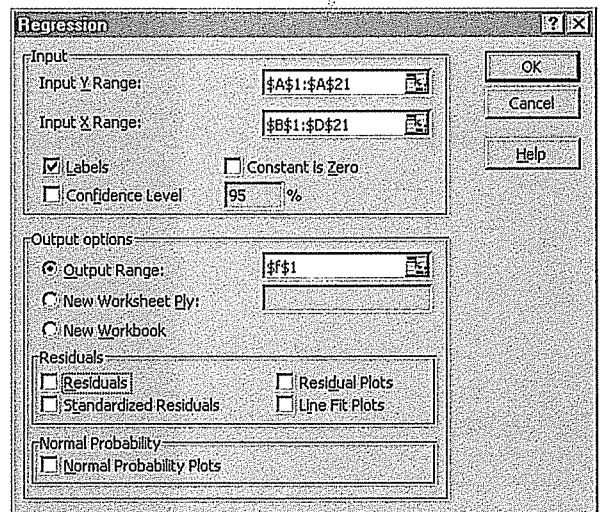 Regression
Input
Input Y Range: $A$1:$A$21
Input X Range: $B$1:$D$21
Labels Constant is Zero
Confidence Level 95 %
OK
Cancel
Help
Output options
Output Range: $f$1
New Worksheet Ply:
New Workbook
Residuals
Residuals Residual Plots
Standardized Residuals Line Fit Plots
Normal Probability
Normal Probability Plots